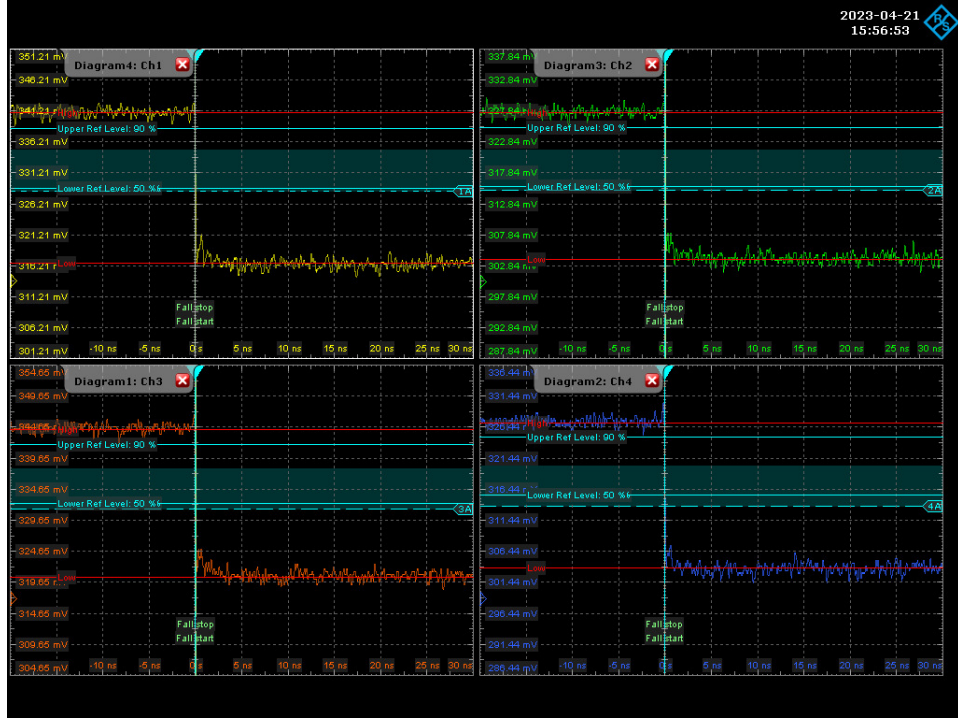 2023-04-21
15:56:53
R&S
Diagram4: Ch1
351.21 mV
346.21 mV
341.21 mV
High
Upper Ref Level: 90 %
336.21 mV
331.21 mV
Lower Ref Level: 50 %
1A
326.21 mV
321.21 mV
316.21
Low
311.21 mV
Fall stop
306.21 mV
Fall start
301.21 mV
-10 ns
-5 ns
0 s
5 ns
10 ns
15 ns
20 ns
25 ns
30 ns
Diagram3: Ch2
337.84 mV
332.84 mV
327.84 mV
Upper Ref Level: 90 %
322.84 mV
317.84 mV
Lower Ref Level: 50 %
2A
312.84 mV
307.84 mV
Low
302.84
297.84 mV
Fall stop
292.84 mV
Fall start
287.84 mV
-10 ns
-5 ns
0 s
5 ns
10 ns
15 ns
20 ns
25 ns
30 ns
Diagram1: Ch3
354.65 mV
349.65 mV
344.65
High
Upper Ref Level: 90 %
339.65 mV
334.65 mV
Lower Ref Level: 50 %
3A
329.65 mV
324.65 mV
319.65
Low
314.65 mV
Fall stop
309.65 mV
Fall start
304.65 mV
-10 ns
-5 ns
0 s
5 ns
10 ns
15 ns
20 ns
25 ns
30 ns
Diagram2: Ch4
336.44 mV
331.44 mV
326.44
High
Upper Ref Level: 90 %
321.44 mV
316.44
Lower Ref Level: 50 %
4A
311.44 mV
306.44 mV
Low
301.44 mV
296.44 mV
Fall stop
291.44 mV
Fall start
286.44 mV
-10 ns
-5 ns
0 s
5 ns
10 ns
15 ns
20 ns
25 ns
30 ns